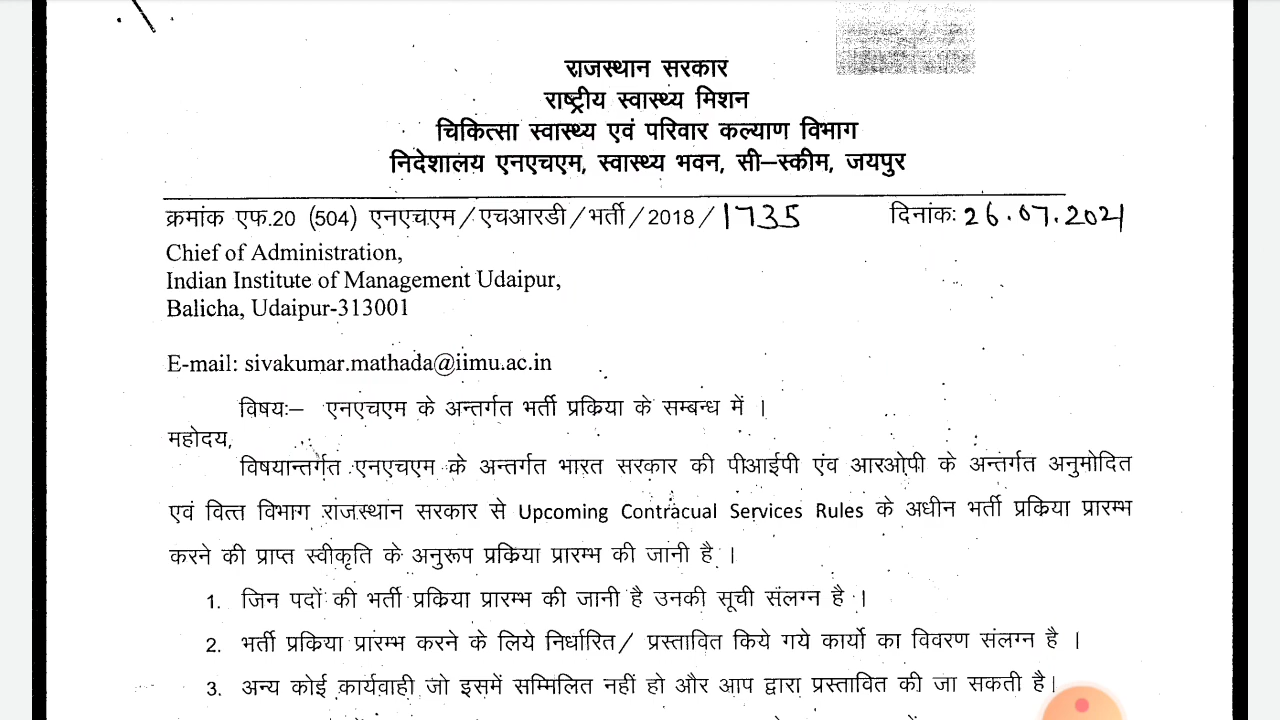 राजस्थान सरकार
राष्ट्रीय स्वास्थ्य मिशन
चिकित्सा स्वास्थ्य एवं परिवार कल्याण विभाग
निदेशालय एनएचएम, स्वास्थ्य भवन, सी–स्कीम, जयपुर
क्रमांक एफ.20 (504) एनएचएम/एचआरडी/भर्ती/2018/1735 दिनांकः 26.07.2021
Chief of Administration,
Indian Institute of Management Udaipur,
Balicha, Udaipur-313001
E-mail: sivakumar.mathada@iimu.ac.in
विषयः– एनएचएम के अन्तर्गत भर्ती प्रकिया के सम्बन्ध में ।
महोदय,
विषयान्तर्गत एनएचएम के अन्तर्गत भारत सरकार की पीआईपी एंव आरओपी के अन्तर्गत अनुमोदित
एवं वित्त विभाग राजस्थान सरकार से Upcoming Contracual Services Rules के अधीन भर्ती प्रकिया प्रारम्भ
करने की प्राप्त स्वीकृति के अनुरूप प्रकिया प्रारम्भ की जानी है ।
1. जिन पदों की भर्ती प्रकिया प्रारम्भ की जानी है उनकी सूची संलग्न है ।
2. भर्ती प्रकिया प्रारम्भ करने के लिये निर्धारित/ प्रस्तावित किये गये कार्यो का विवरण संलग्न है ।
3. अन्य कोई कार्यवाही जो इसमें सम्मिलित नहीं हो और आप द्वारा प्रस्तावित की जा सकती है।